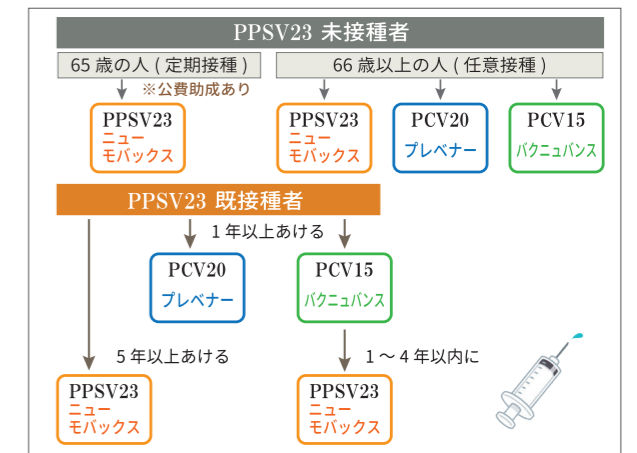 PPSV23 未接種者
65 歳の人 ( 定期接種 )
66 歳以上の人 ( 任意接種 )
※公費助成あり
PPSV23
ニュー
モバックス
PPSV23
ニュー
モバックス
PCV20
プレベナー
PCV15
バクニュバンス
PPSV23 既接種者
1 年以上あける
PCV20
プレベナー
PCV15
バクニュバンス
5 年以上あける
1 〜 4 年以内に
PPSV23
ニュー
モバックス
PPSV23
ニュー
モバックス